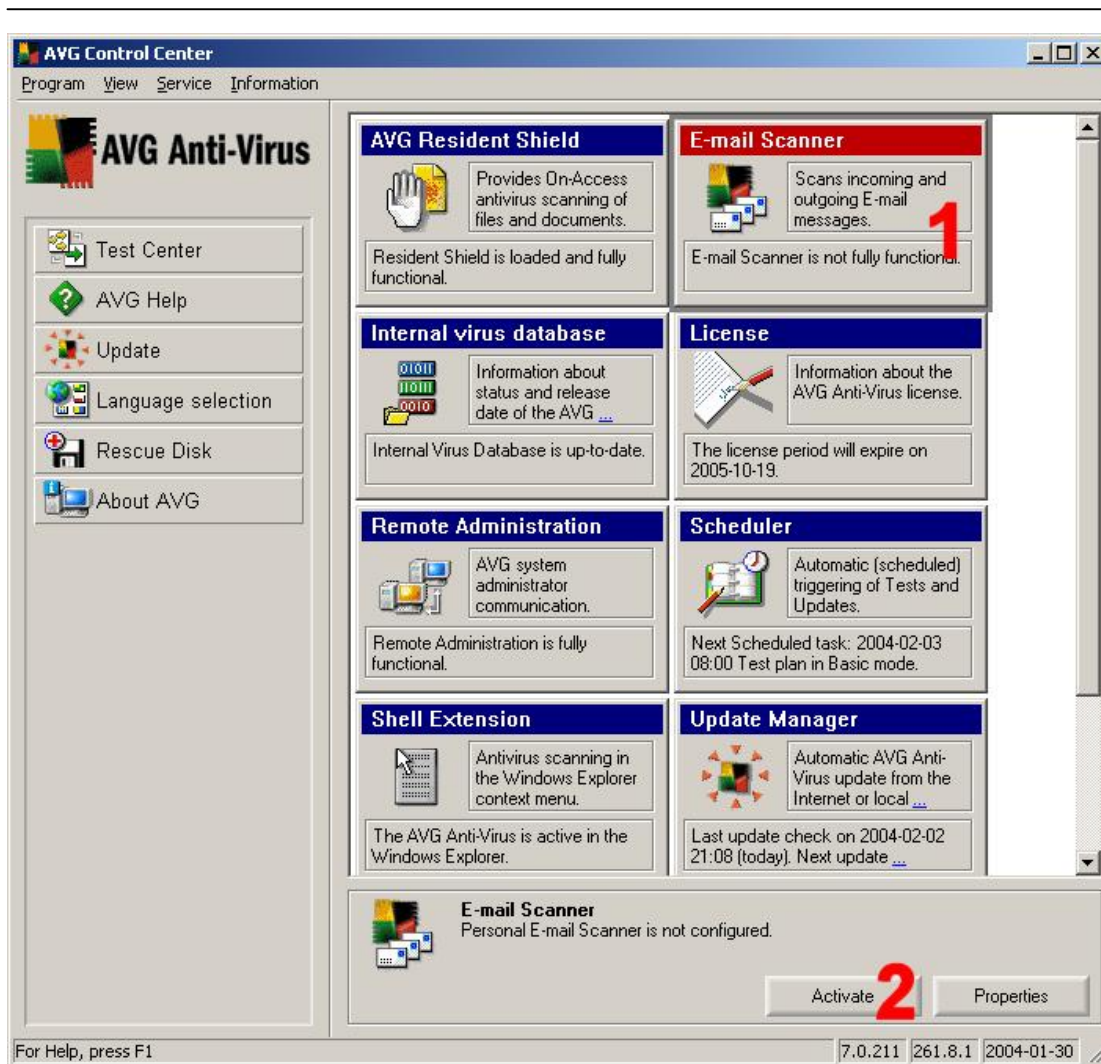 AVG Control Center
Program View Service Information
AVG Anti-Virus
Test Center
AVG Help
Update
Language selection
Rescue Disk
About AVG
AVG Resident Shield
Provides On-Access
antivirus scanning of
files and documents.
Resident Shield is loaded and fully
functional.
E-mail Scanner
Scans incoming and
outgoing E-mail
messages.
1
E-mail Scanner is not fully functional.
Internal virus database
01011
11011
0010
Information about
status and release
date of the AVG ...
Internal Virus Database is up-to-date.
License
Information about the
AVG Anti-Virus license.
The license period will expire on
2005-10-19.
Remote Administration
AVG system
administrator
communication.
Remote Administration is fully
functional.
Scheduler
Automatic (scheduled)
triggering of Tests and
Updates.
Next Scheduled task: 2004-02-03
08:00 Test plan in Basic mode.
Shell Extension
Antivirus scanning in
the Windows Explorer
context menu.
The AVG Anti-Virus is active in the
Windows Explorer.
Update Manager
Automatic AVG Anti-
Virus update from the
Internet or local ...
Last update check on 2004-02-02
21:08 (today). Next update ...
E-mail Scanner
Personal E-mail Scanner is not configured.
Activate 2 Properties
For Help, press F1 7.0.211 261.8.1 2004-01-30